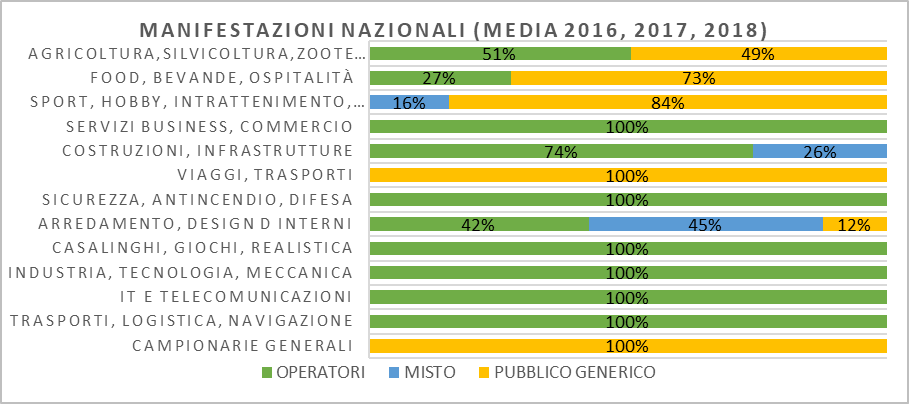 MANIFESTAZIONI NAZIONALI (MEDIA 2016, 2017, 2018)
AGRICOLTURA,SILVICOLTURA,ZOOTE… 51% 49%
FOOD, BEVANDE, OSPITALITÀ 27% 73%
SPORT, HOBBY, INTRATTENIMENTO,… 16% 84%
SERVIZI BUSINESS, COMMERCIO 100%
COSTRUZIONI, INFRASTRUTTURE 74% 26%
VIAGGI, TRASPORTI 100%
SICUREZZA, ANTINCENDIO, DIFESA 100%
ARREDAMENTO, DESIGN D INTERNI 42% 45% 12%
CASALINGHI, GIOCHI, REALISTICA 100%
INDUSTRIA, TECNOLOGIA, MECCANICA 100%
IT E TELECOMUNICAZIONI 100%
TRASPORTI, LOGISTICA, NAVIGAZIONE 100%
CAMPIONARIE GENERALI 100%
OPERATORI MISTO PUBBLICO GENERICO